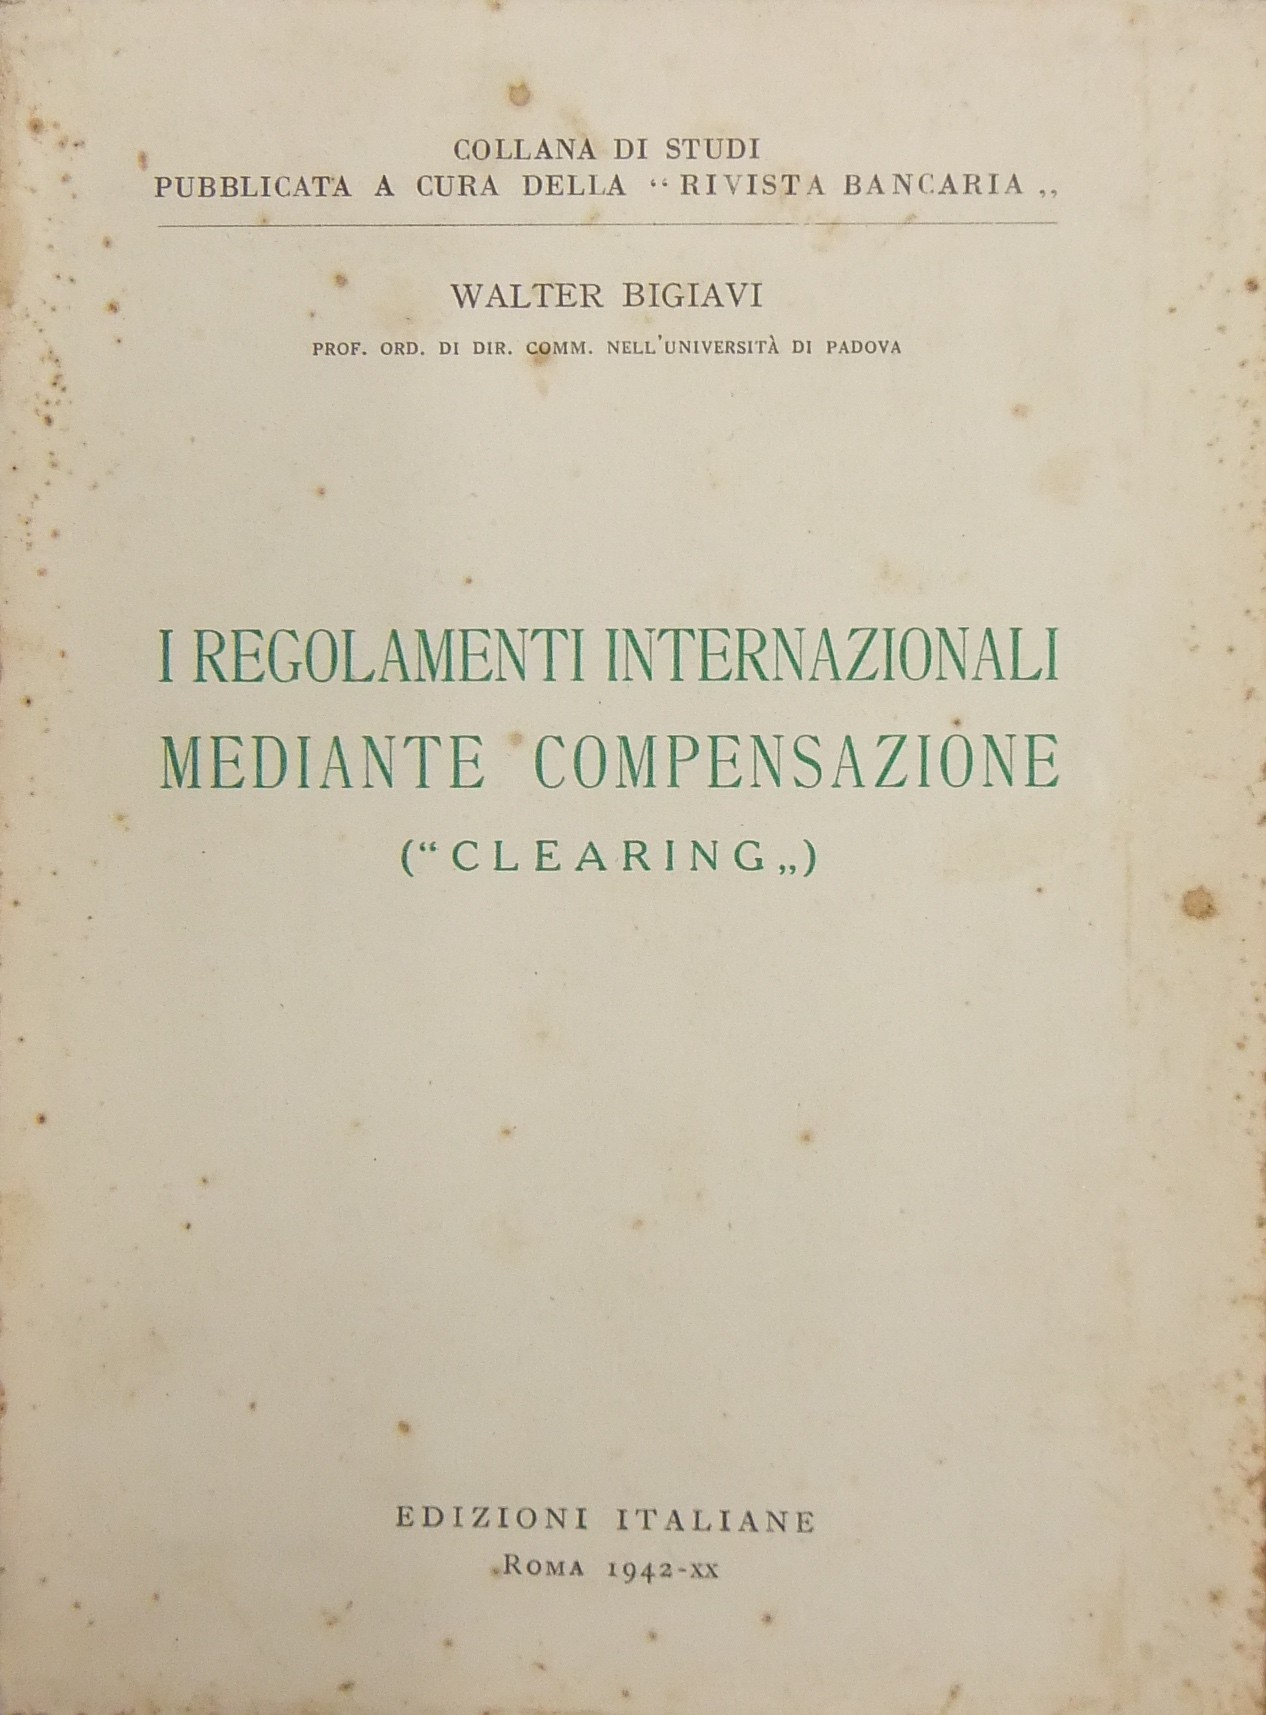 COLLANA DI STUDI
PUBBLICATA A CURA DELLA “ RIVISTA BANCARIA „
WALTER BIGIAVI
PROF. ORD. DI DIR. COMM. NELL'UNIVERSITÀ DI PADOVA
I REGOLAMENTI INTERNAZIONALI
MEDIANTE COMPENSAZIONE
(“ CLEARING „)
EDIZIONI ITALIANE
ROMA 1942-XX